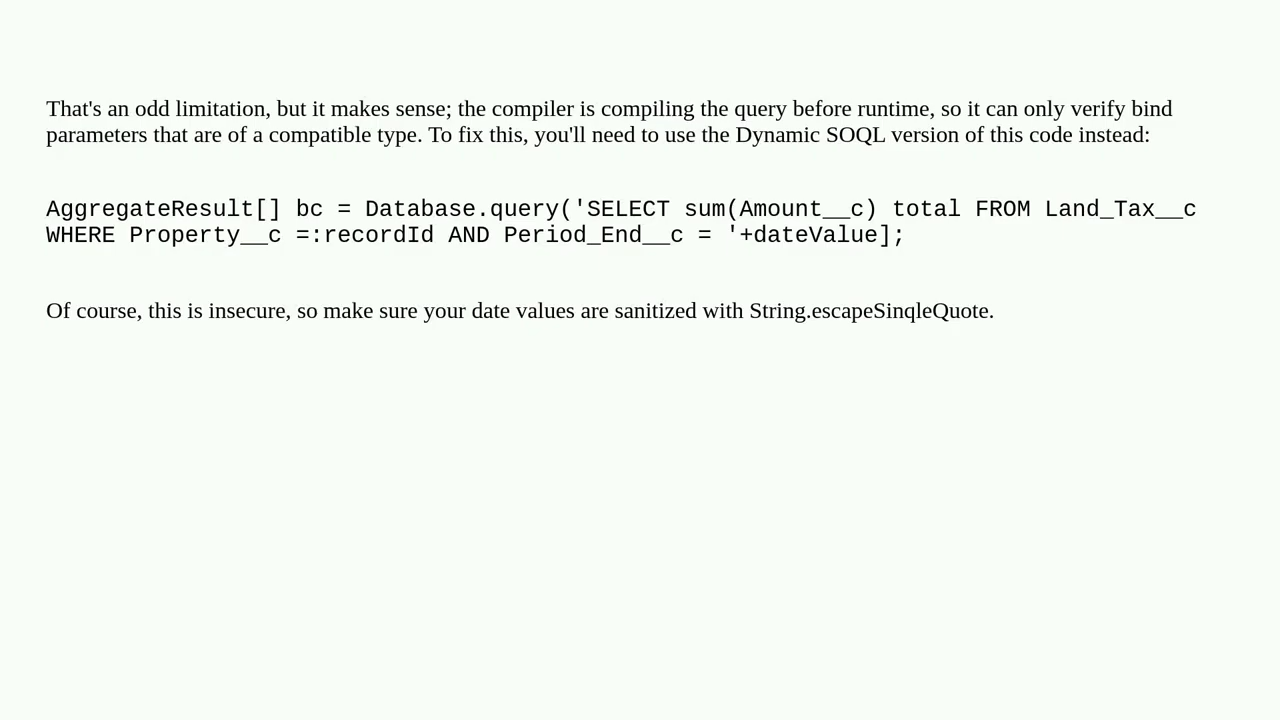 That's an odd limitation, but it makes sense; the compiler is compiling the query before runtime, so it can only verify bind
parameters that are of a compatible type. To fix this, you'll need to use the Dynamic SOQL version of this code instead:
AggregateResult[] bc = Database.query('SELECT sum(Amount__c) total FROM Land_Tax__c
WHERE Property__c =:recordId AND Period_End__c = '+dateValue];
Of course, this is insecure, so make sure your date values are sanitized with String.escapeSinqleQuote.